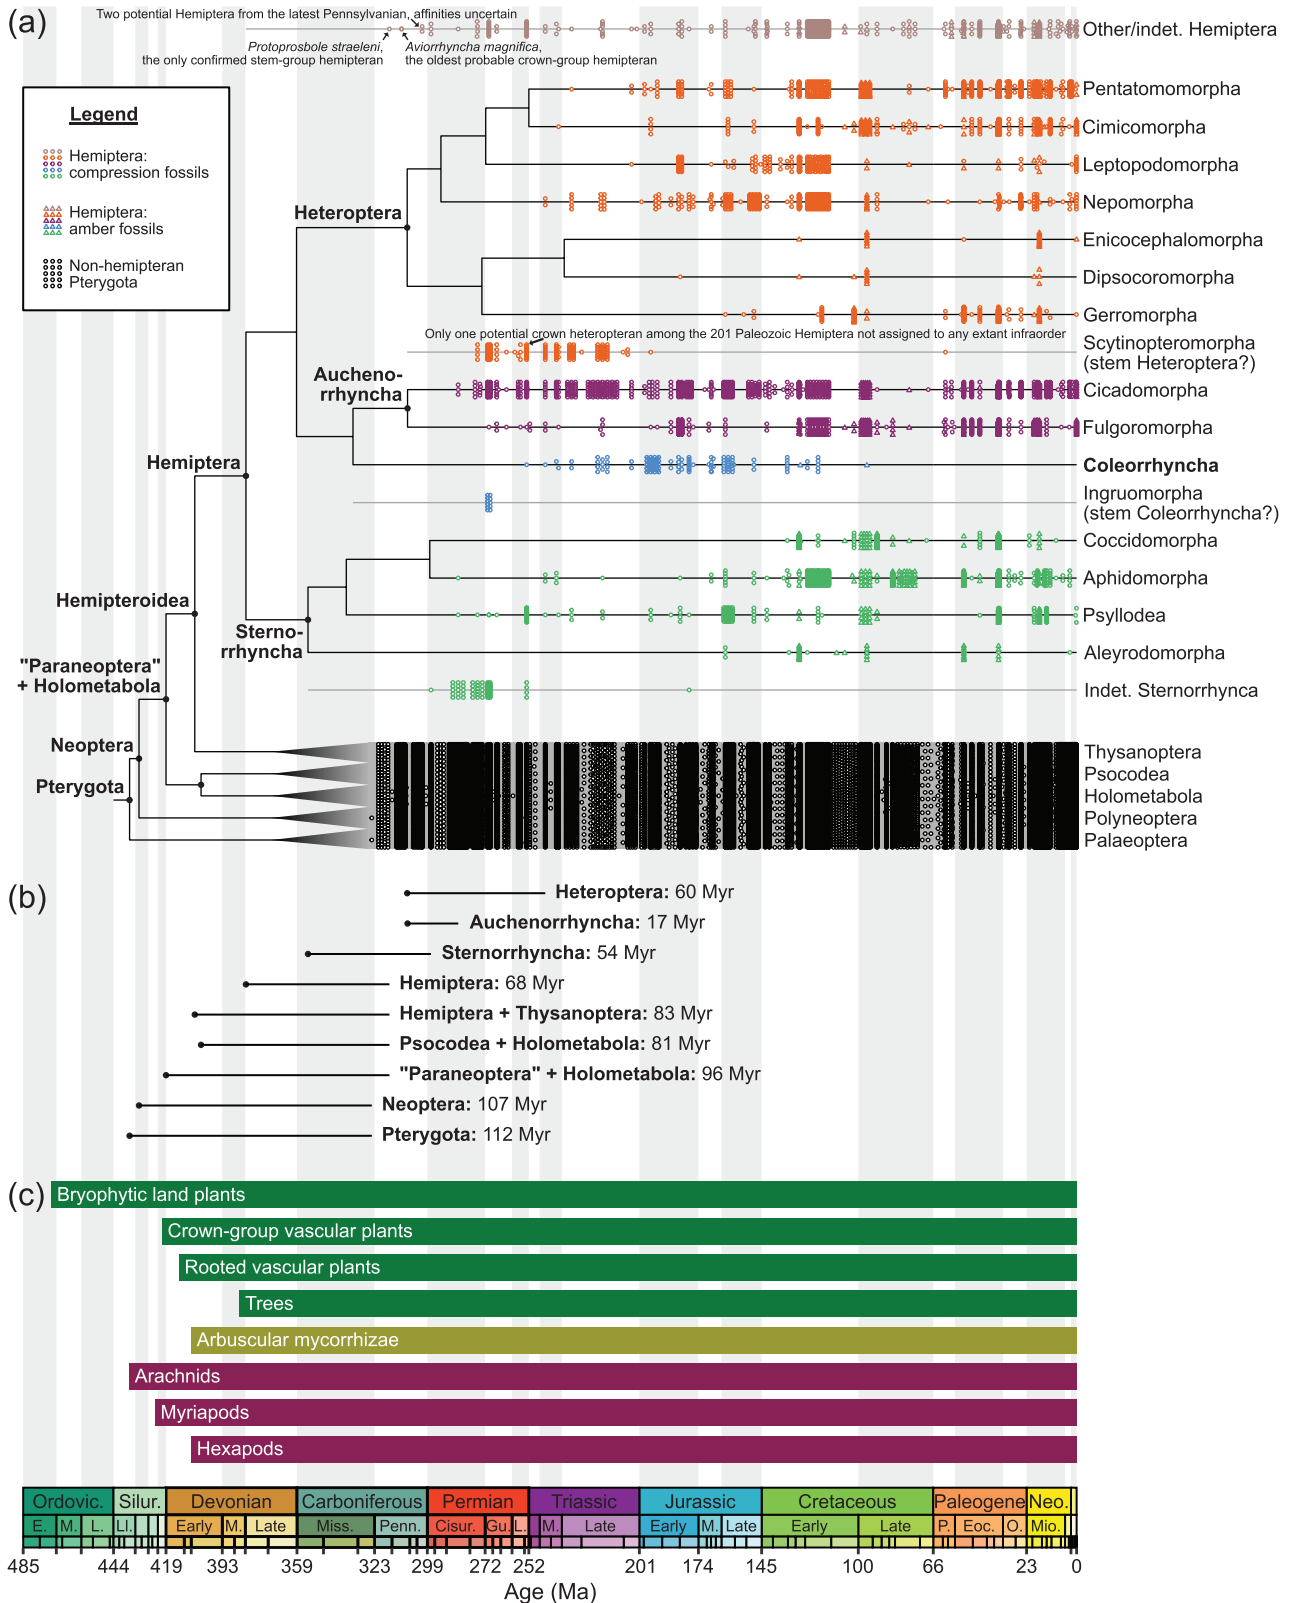 (a)
Two potential Hemiptera from the latest Pennsylvanian, affinities uncertain
Other/indet. Hemiptera
Protoprosbole straeleni,
the only confirmed stem-group hemipteran
Aviorrhyncha magnifica,
the oldest probable crown-group hemipteran
Legend
Hemiptera:
compression fossils
Hemiptera:
amber fossils
Non-hemipteran
Pterygota
Pentatomomorpha
Cimicomorpha
Leptopodomorpha
Nepomorpha
Enicocephalomorpha
Dipsocoromorpha
Gerromorpha
Heteroptera
Only one potential crown heteropteran among the 201 Paleozoic Hemiptera not assigned to any extant infraorder
Scytinopteromorpha
(stem Heteroptera?)
Aucheno-
rrhyncha
Cicadomorpha
Fulgoromorpha
Hemiptera
Coleorrhyncha
Ingruomorpha
(stem Coleorrhyncha?)
Coccidomorpha
Aphidomorpha
Hemipteroidea
Psyllodea
Sterno-
rrhyncha
Aleyrodomorpha
"Paraneoptera"
+ Holometabola
Indet. Sternorrhynca
Neoptera
Pterygota
Thysanoptera
Psocodea
Holometabola
Polyneoptera
Palaeoptera
(b)
Heteroptera: 60 Myr
Auchenorrhyncha: 17 Myr
Sternorrhyncha: 54 Myr
Hemiptera: 68 Myr
Hemiptera + Thysanoptera: 83 Myr
Psocodea + Holometabola: 81 Myr
"Paraneoptera" + Holometabola: 96 Myr
Neoptera: 107 Myr
Pterygota: 112 Myr
(c)
Bryophytic land plants
Crown-group vascular plants
Rooted vascular plants
Trees
Arbuscular mycorrhizae
Arachnids
Myriapods
Hexapods
Ordovic. Silur. Devonian Carboniferous Permian Triassic Jurassic Cretaceous Paleogene Neo.
E. M. L. Ll. Early M. Late Miss. Penn. Cisur. Gu. L. M. Late Early M. Late Early Late P. Eoc. O. Mio.
485 444 419 393 359 323 299 272 252 201 174 145 100 66 23 0
Age (Ma)